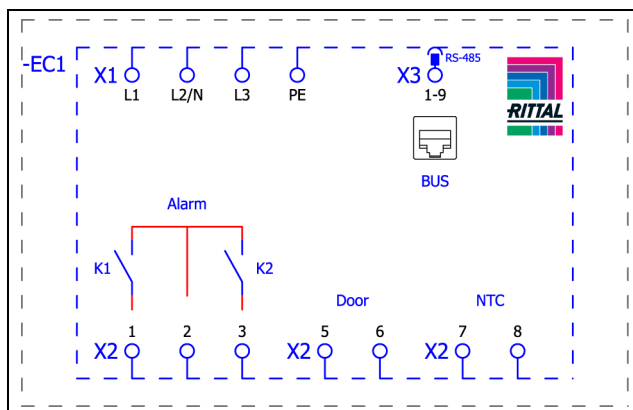 -EC1
X1
L1
L2/N
L3
PE
X3
RS-485
1-9
RITTAL
BUS
Alarm
K1
K2
Door
NTC
X2
1
2
3
X2
5
6
X2
7
8